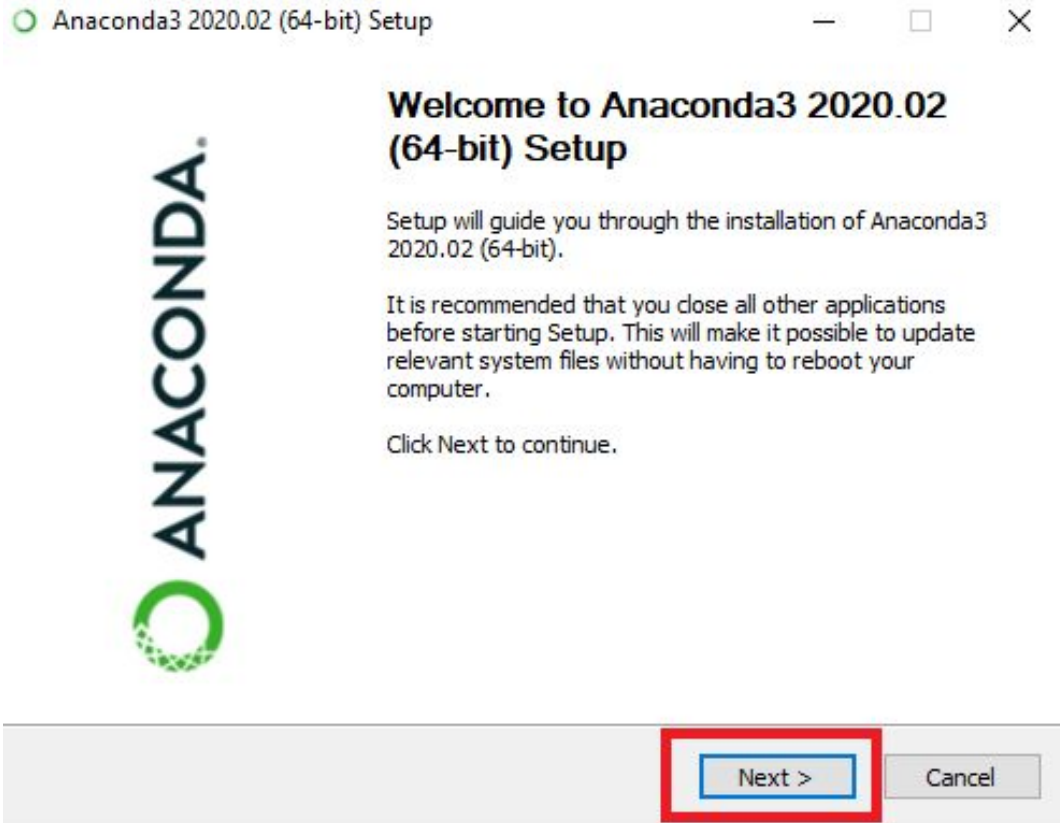 Anaconda3 2020.02 (64-bit) Setup
ANACONDA.
Welcome to Anaconda3 2020.02
(64-bit) Setup
Setup will guide you through the installation of Anaconda3
2020.02 (64-bit).
It is recommended that you close all other applications
before starting Setup. This will make it possible to update
relevant system files without having to reboot your
computer.
Click Next to continue.
Next >
Cancel